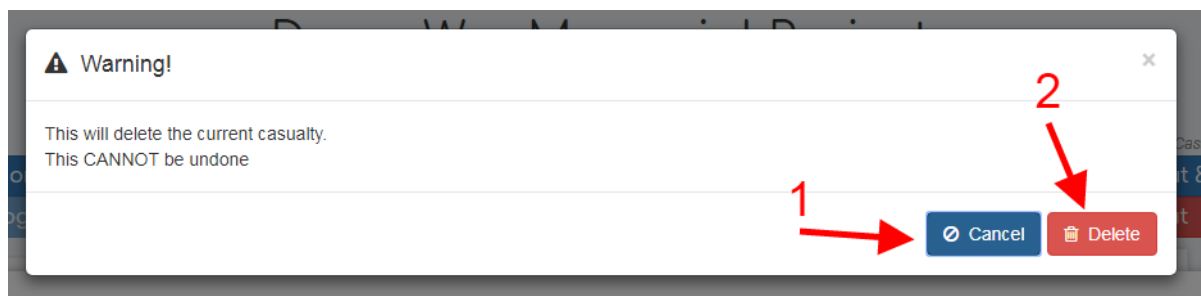 Warning!
×
2
This will delete the current casualty.
This CANNOT be undone
1
Cancel
Delete